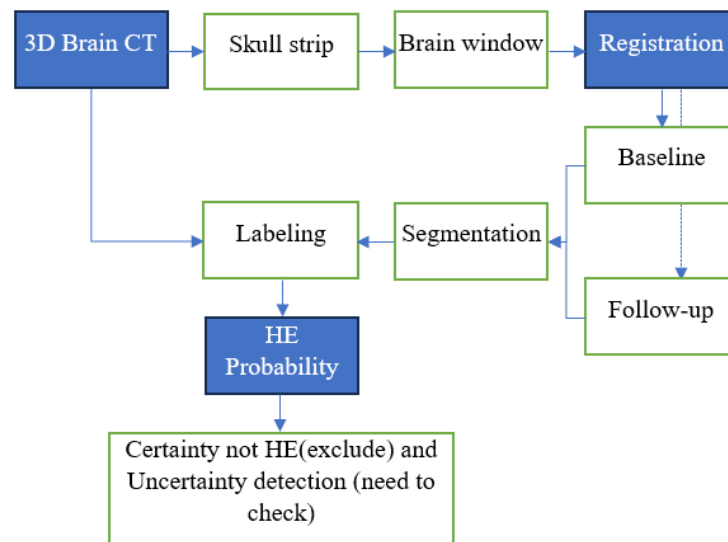 3D Brain CT
Skull strip
Brain window
Registration
Baseline
Labeling
Segmentation
Follow-up
HE
Probability
Certainty not HE(exclude) and
Uncertainty detection (need to
check)